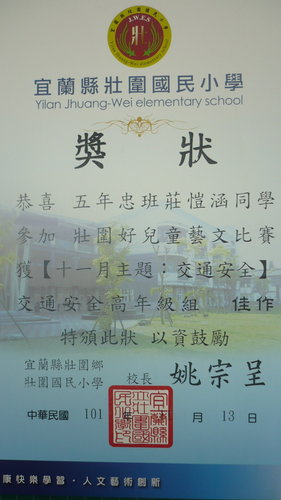 J.W.E.S
壯
宜蘭縣壯圍國民小學
Yilan Jhuang-Wei elementary school
獎狀
恭喜 五年忠班莊愷涵同學
參加 壯圍好兒童藝文比賽
獲【十一月主題：交通安全】
交通安全高年級組 佳作
特頒此狀 以資鼓勵
宜蘭縣壯圍鄉
壯圍國民小學 校長 姚宗呈
中華民國 101 年 月 13 日
康快樂學習．人文藝術創新